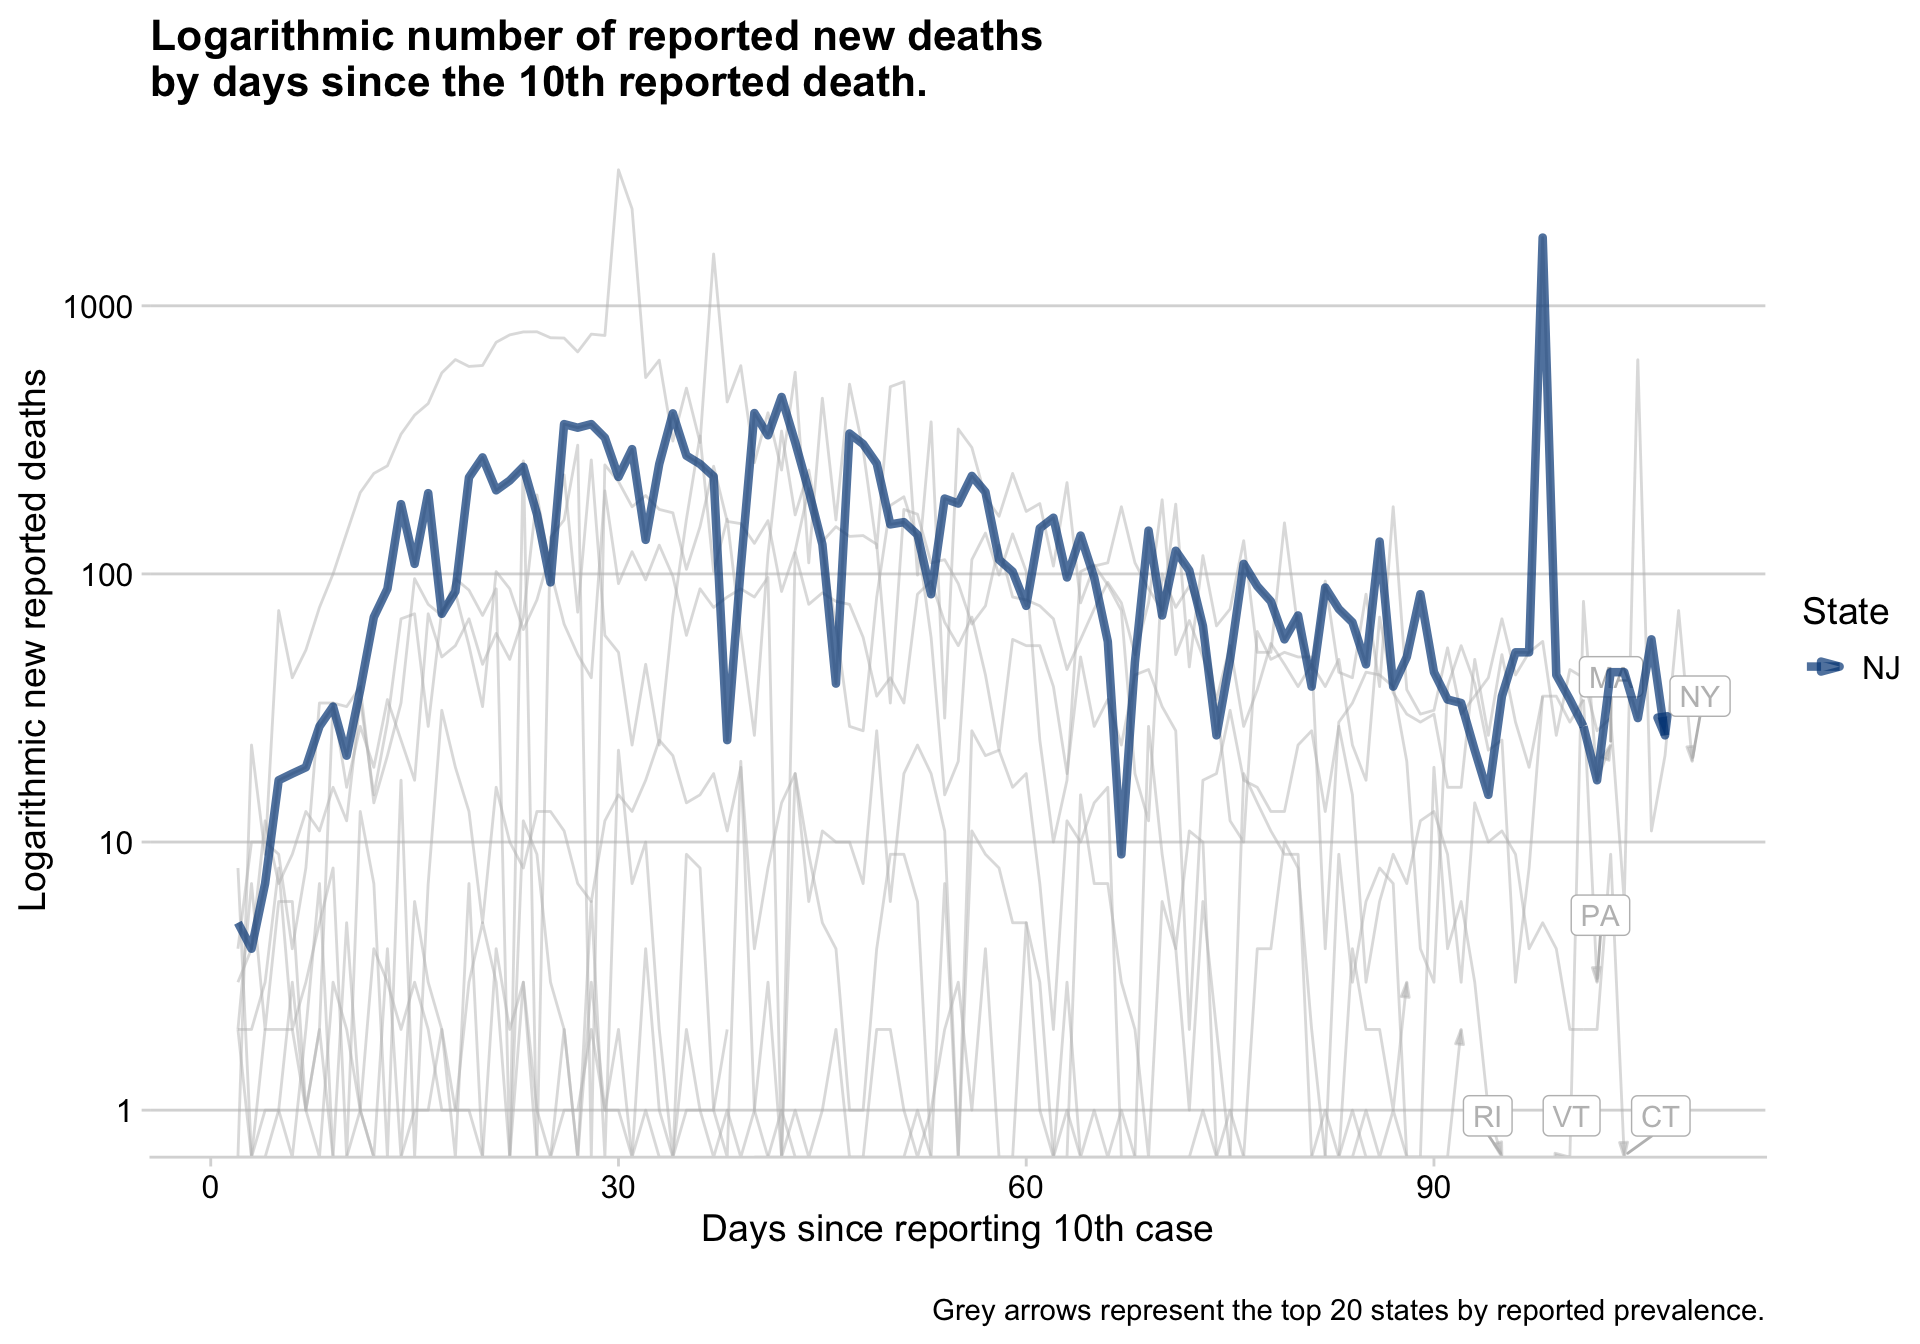 Logarithmic number of reported new deaths
by days since the 10th reported death.
Logarithmic new reported deaths
1000
100
10
1
MA
NY
PA
RI
VT
CT
State
NJ
0
30
60
90
Days since reporting 10th case
Grey arrows represent the top 20 states by reported prevalence.